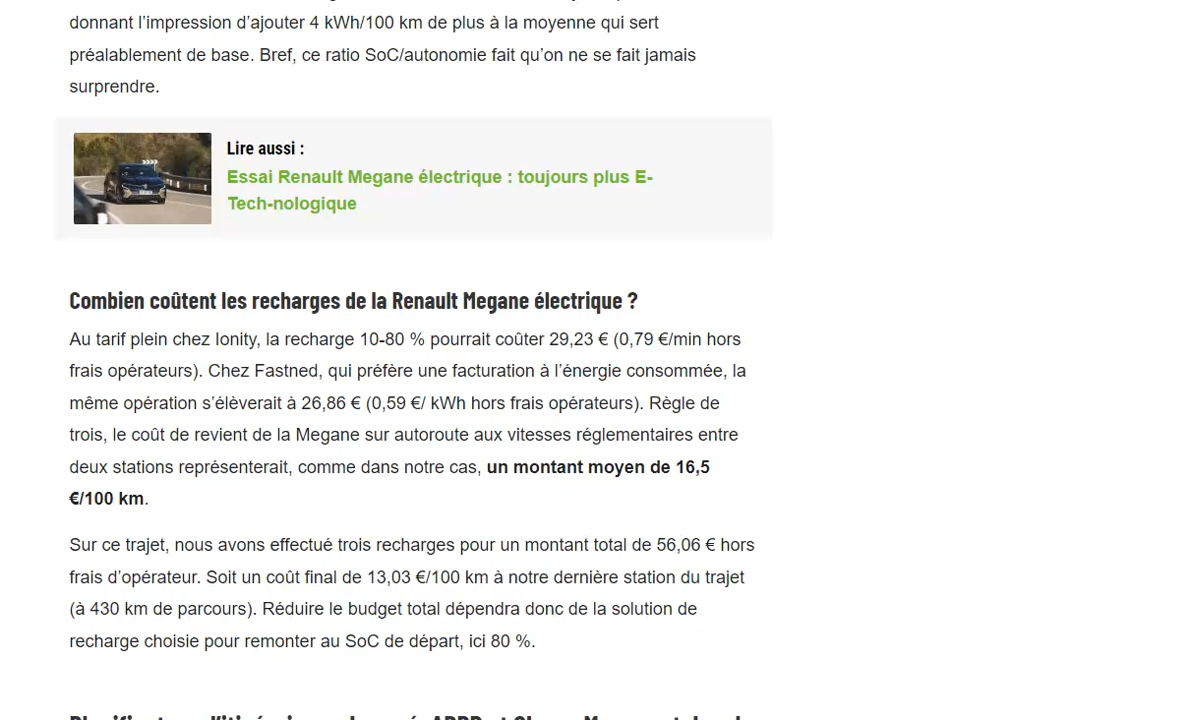 donnant l’impression d’ajouter 4 kWh/100 km de plus à la moyenne qui sert
préalablement de base. Bref, ce ratio SoC/autonomie fait qu’on ne se fait jamais
surprendre.
Lire aussi :
Essai Renault Megane électrique : toujours plus E-
Tech-nologique
Combien coûtent les recharges de la Renault Megane électrique ?
Au tarif plein chez Ionity, la recharge 10-80 % pourrait coûter 29,23 € (0,79 €/min hors
frais opérateurs). Chez Fastned, qui préfère une facturation à l’énergie consommée, la
même opération s’élèverait à 26,86 € (0,59 €/ kWh hors frais opérateurs). Règle de
trois, le coût de revient de la Megane sur autoroute aux vitesses réglementaires entre
deux stations représenterait, comme dans notre cas, un montant moyen de 16,5
€/100 km.
Sur ce trajet, nous avons effectué trois recharges pour un montant total de 56,06 € hors
frais d’opérateur. Soit un coût final de 13,03 €/100 km à notre dernière station du trajet
(à 430 km de parcours). Réduire le budget total dépendra donc de la solution de
recharge choisie pour remonter au SoC de départ, ici 80 %.